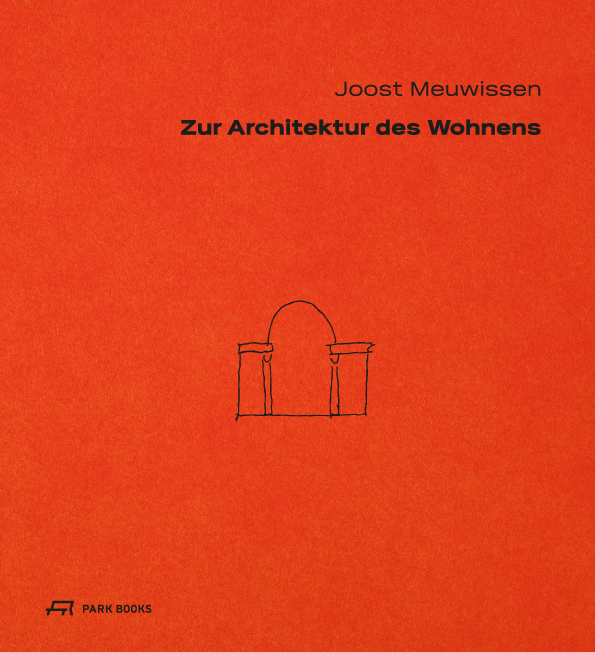 Joost Meuwissen
Zur Architektur des Wohnens
PARK BOOKS